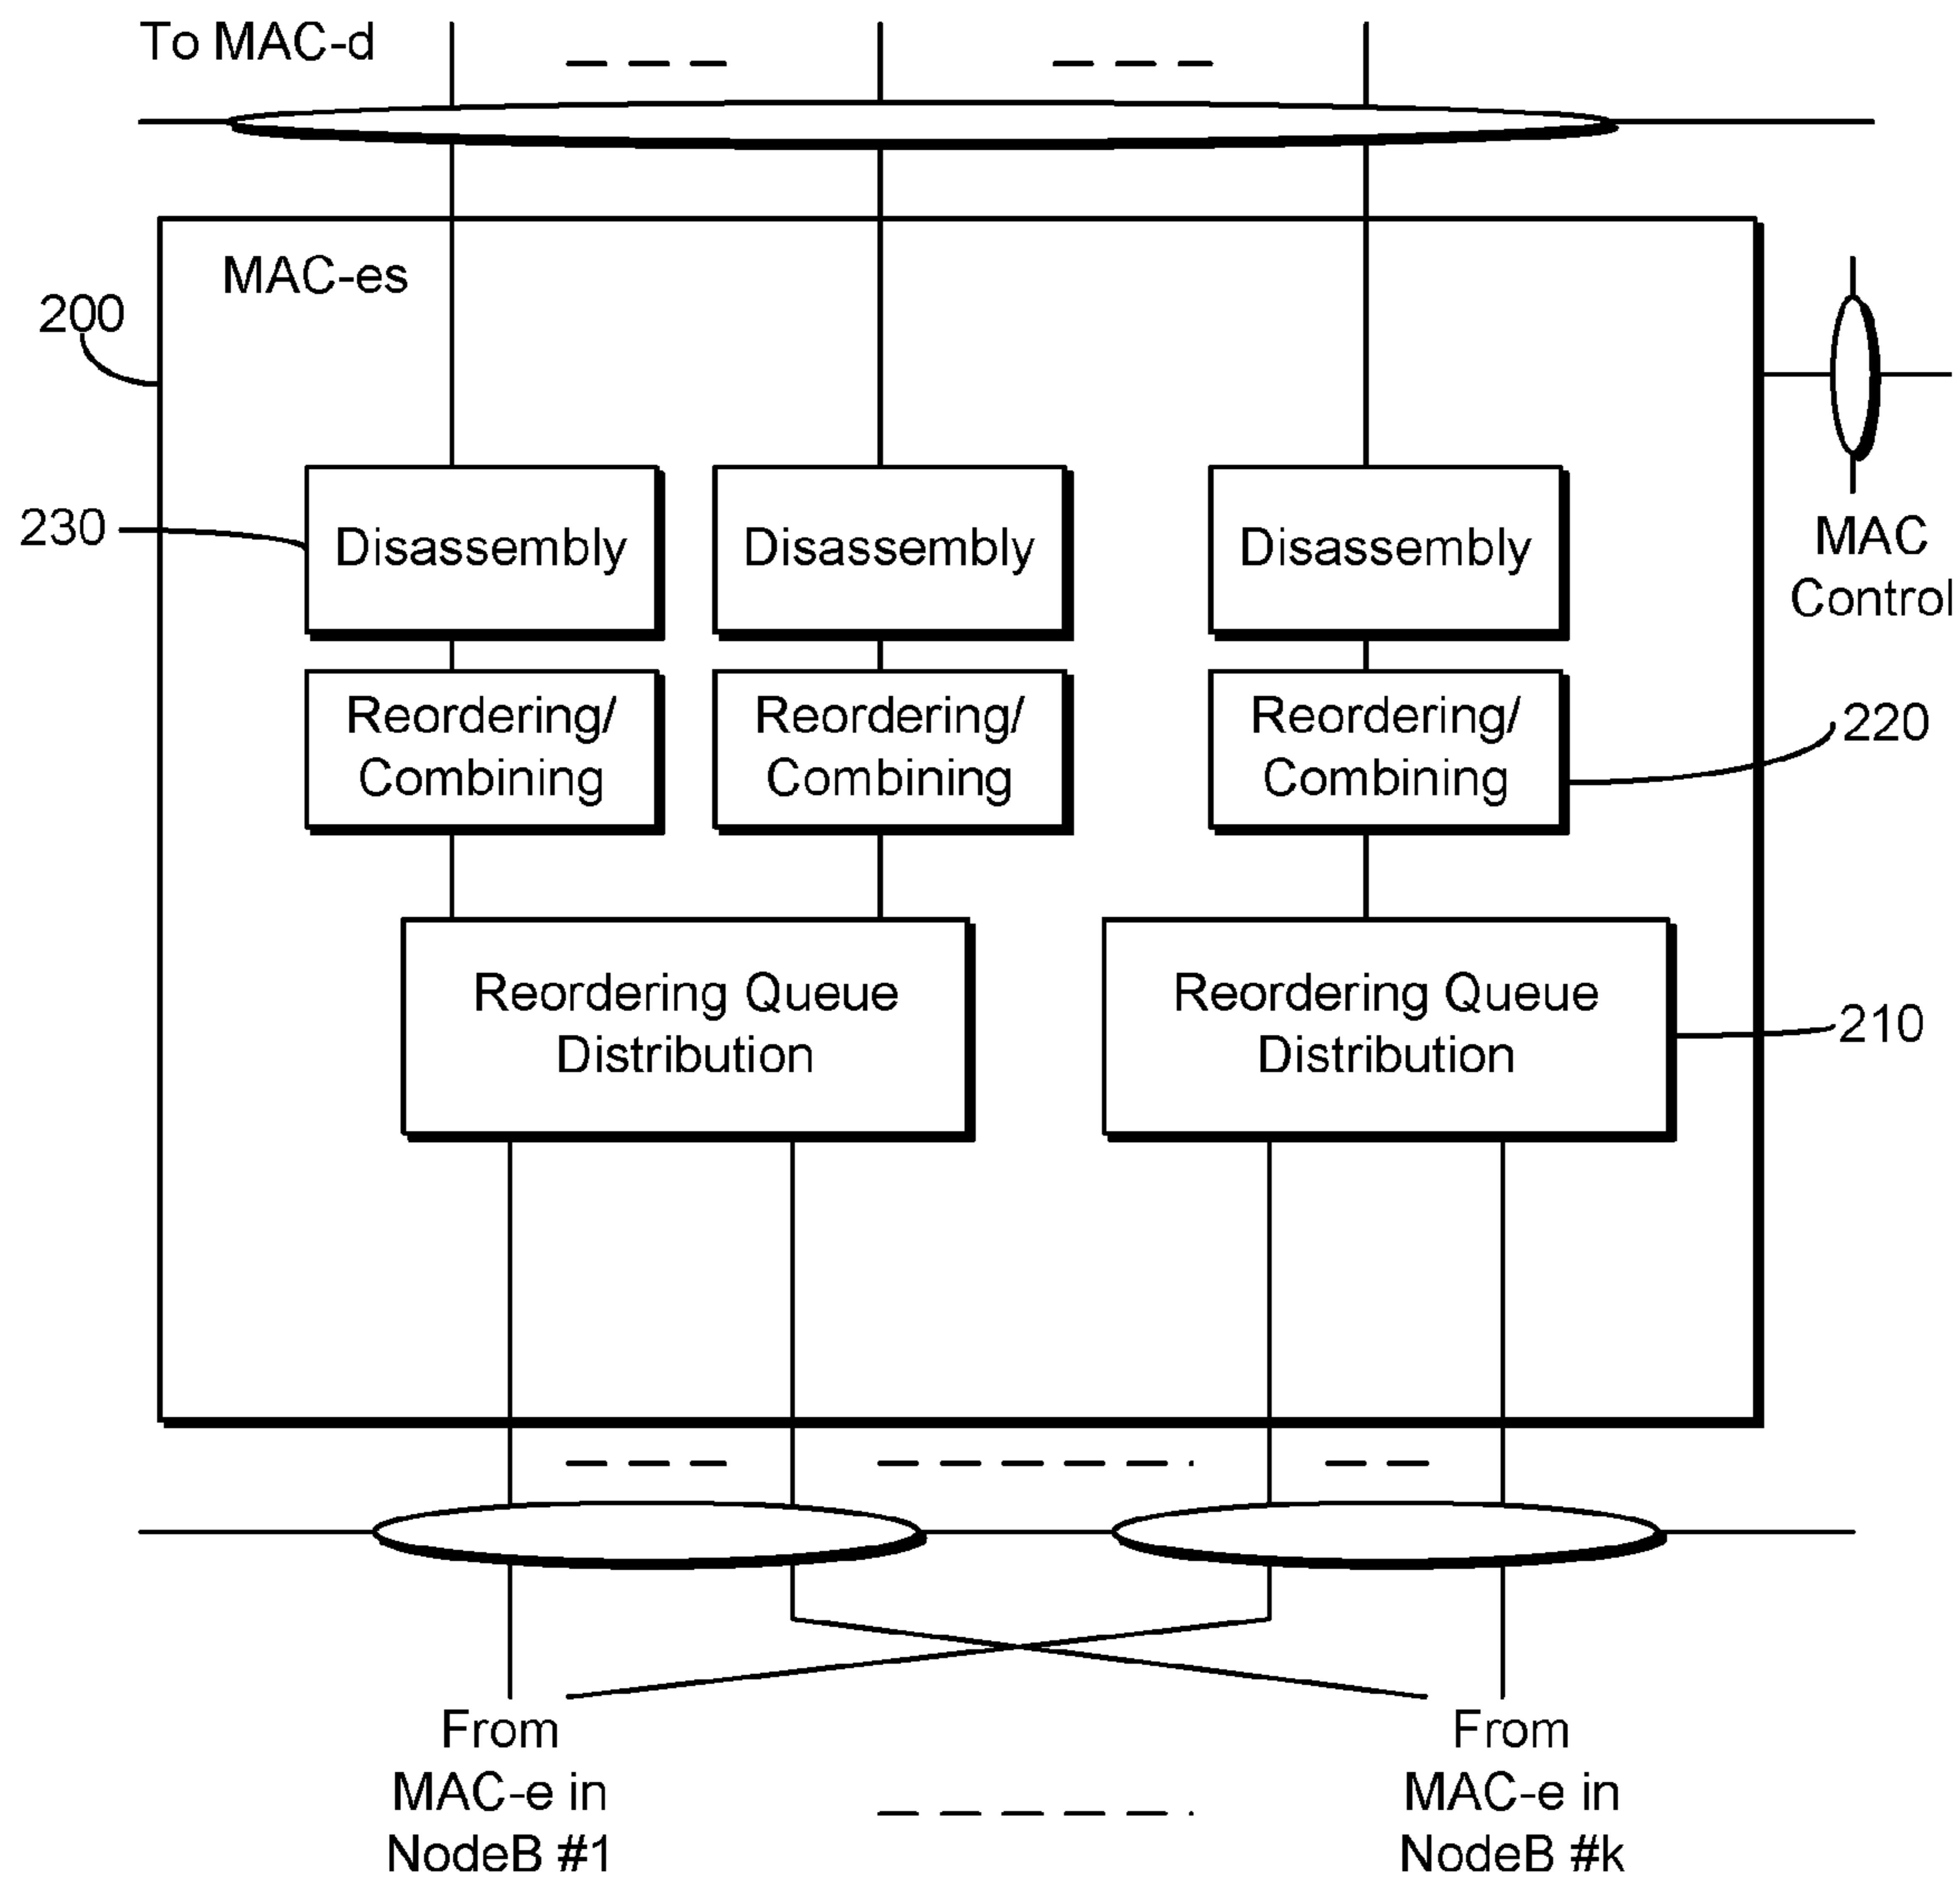 To MAC-d
MAC-es
200
MAC
Control
230
Disassembly
Disassembly
Disassembly
Reordering/
Combining
Reordering/
Combining
Reordering/
Combining
220
Reordering Queue
Distribution
Reordering Queue
Distribution
210
From
MAC-e in
NodeB #1
From
MAC-e in
NodeB #k